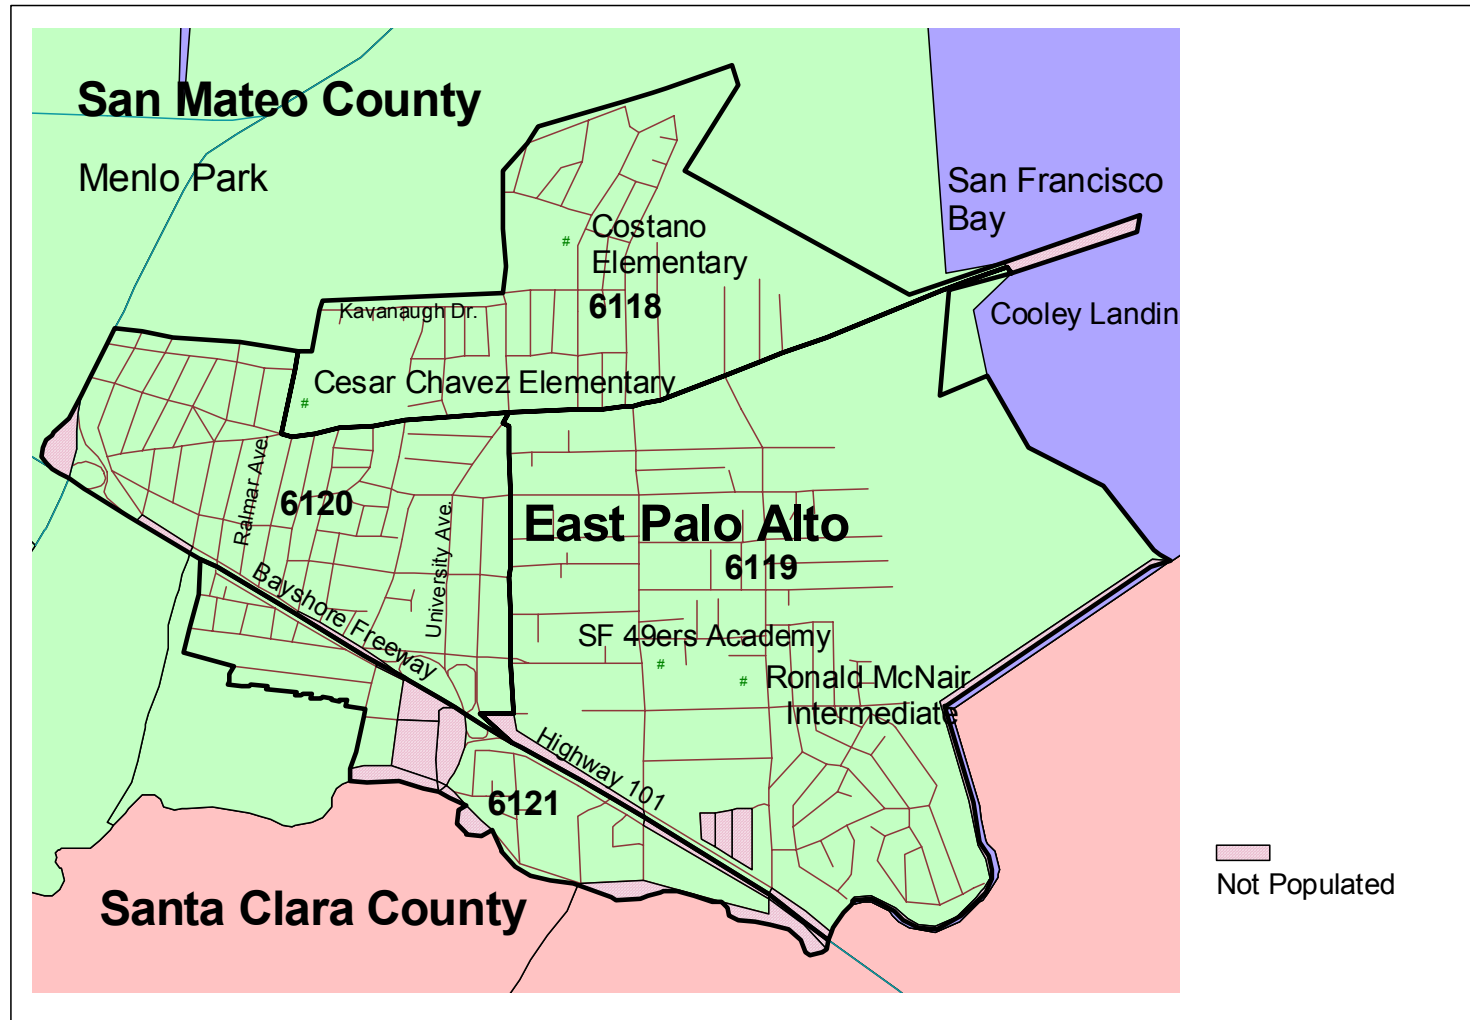 San Mateo County
Menlo Park
San Francisco
Bay
Costano
Elementary
#
6118
Kavanaugh Dr.
Cooley Landin
Cesar Chavez Elementary
#
Ralmar Ave.
6120
University Ave.
East Palo Alto
6119
Bayshore Freeway
SF 49ers Academy
#
#
Ronald McNair
Intermediate
Highway 101
6121
Not Populated
Santa Clara County